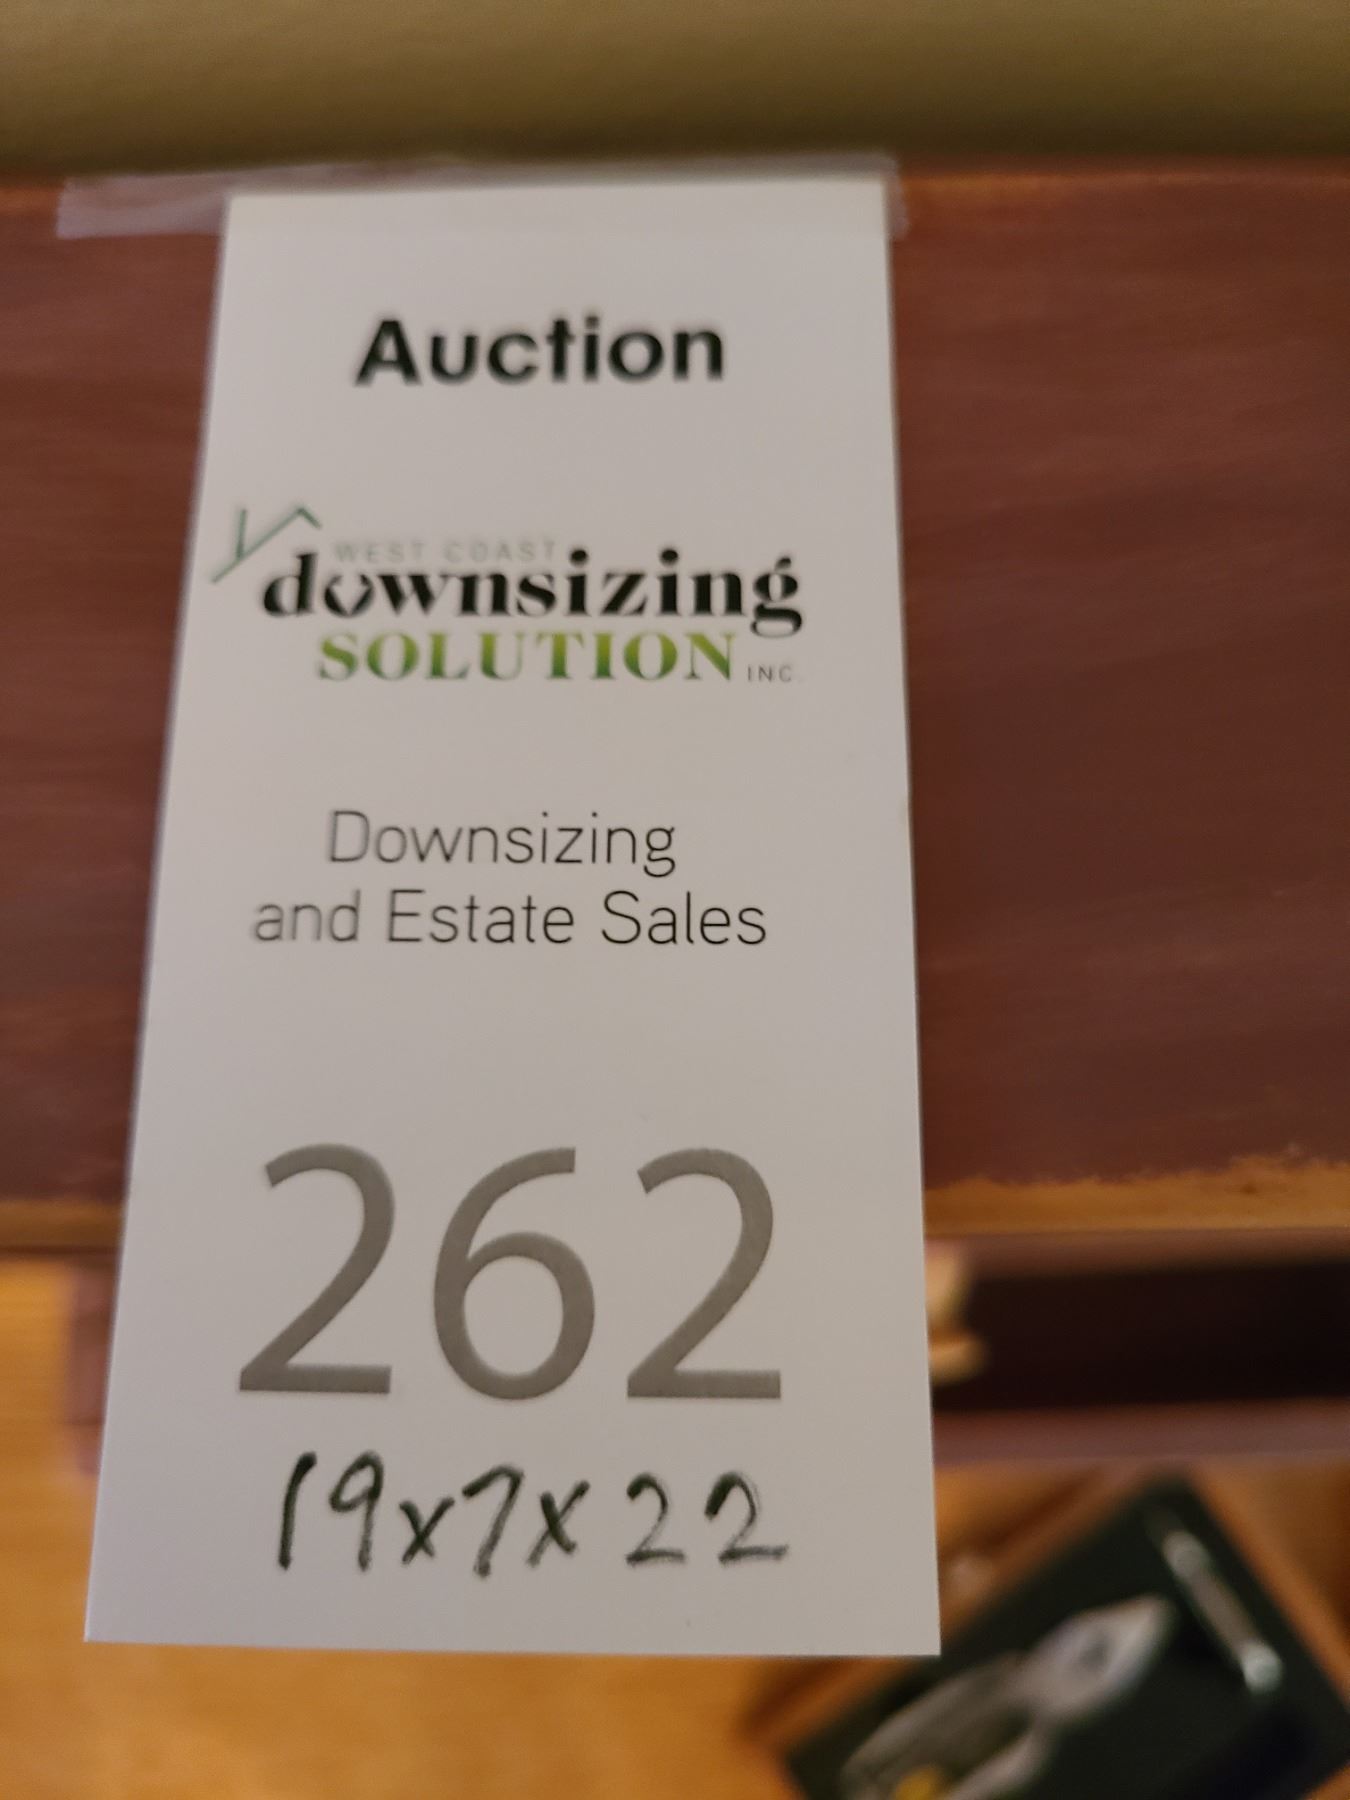 Auction
WEST COAST
downsizing
SOLUTION INC.
Downsizing
and Estate Sales
262
19x7x22